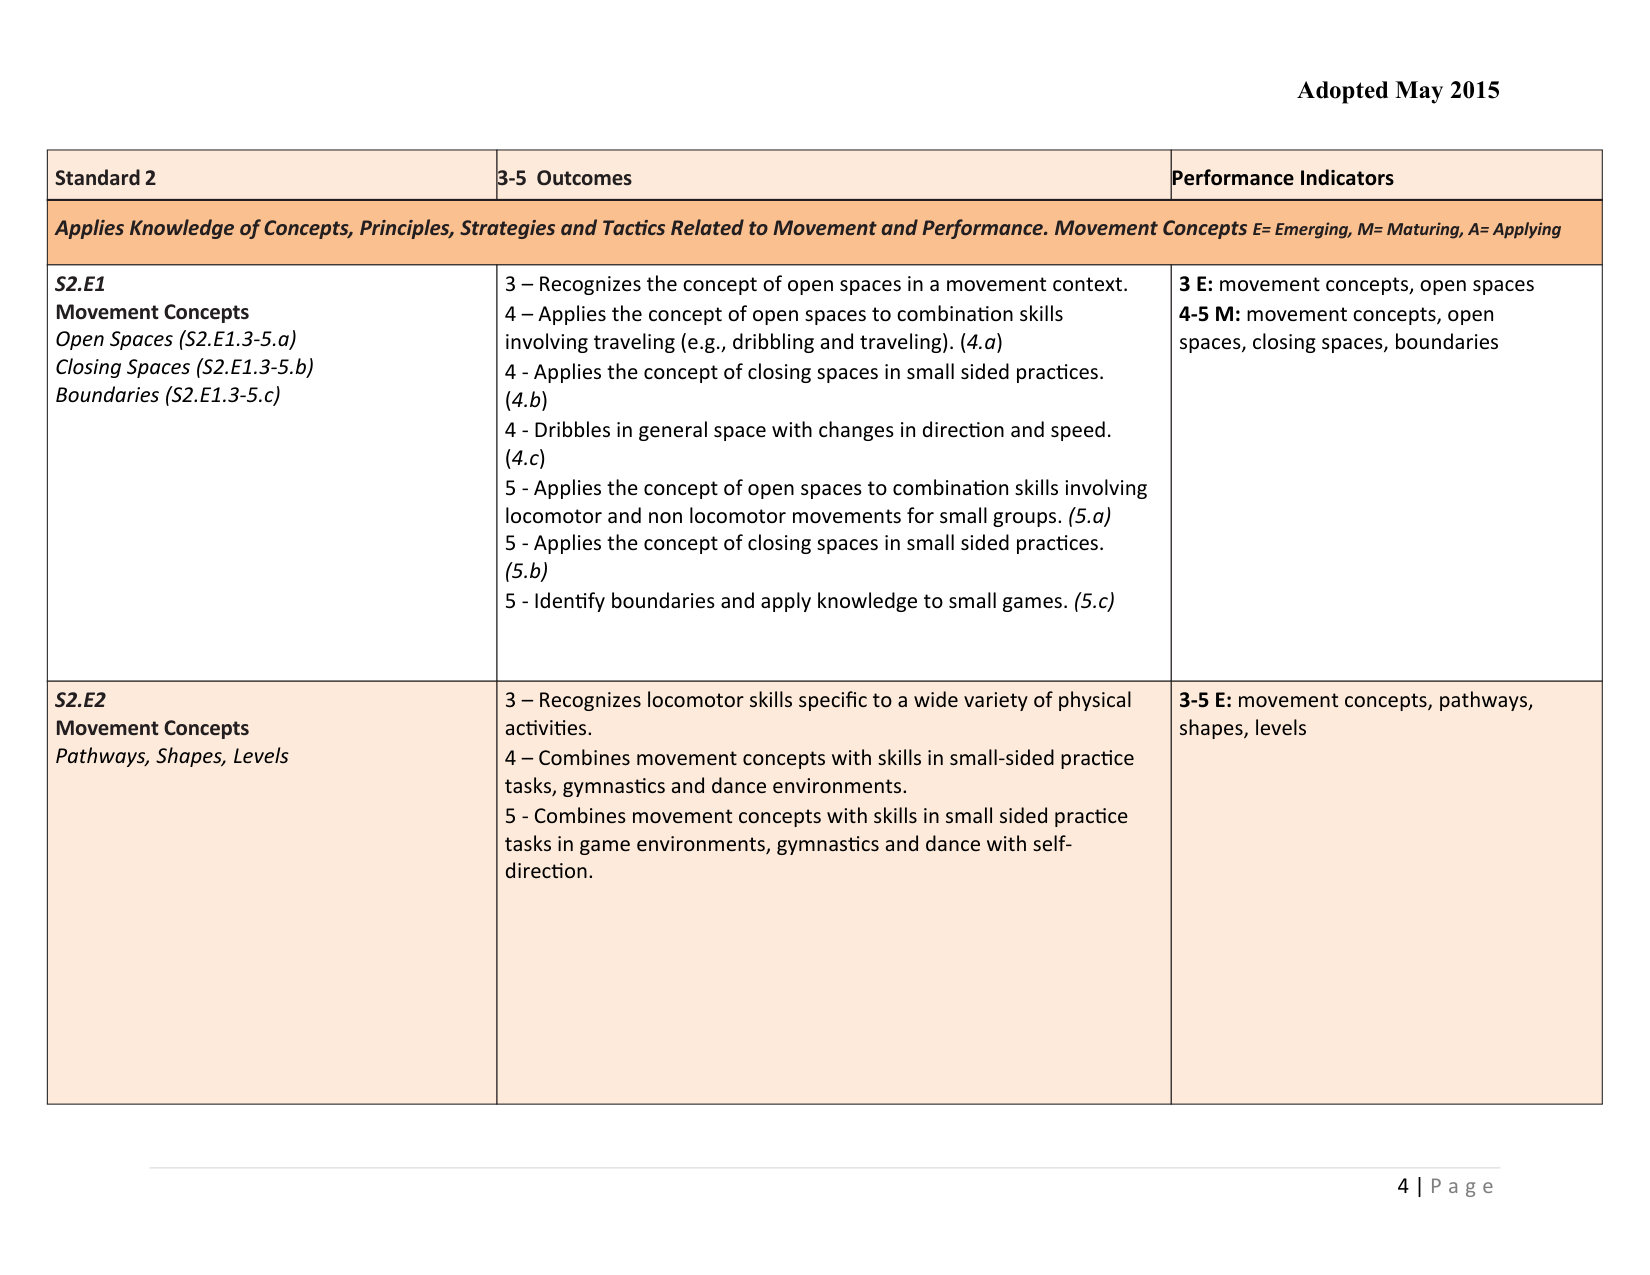 Adopted May 2015
Standard 2
3-5 Outcomes
Performance Indicators
Applies Knowledge of Concepts, Principles, Strategies and Tactics Related to Movement and Performance. Movement Concepts E= Emerging, M= Maturing, A= Applying
S2.E1
Movement Concepts
Open Spaces (S2.E1.3-5.a)
Closing Spaces (S2.E1.3-5.b)
Boundaries (S2.E1.3-5.c)
3 – Recognizes the concept of open spaces in a movement context.
4 – Applies the concept of open spaces to combination skills
involving traveling (e.g., dribbling and traveling). (4.a)
4 - Applies the concept of closing spaces in small sided practices.
(4.b)
4 - Dribbles in general space with changes in direction and speed.
(4.c)
5 - Applies the concept of open spaces to combination skills involving
locomotor and non locomotor movements for small groups. (5.a)
5 - Applies the concept of closing spaces in small sided practices.
(5.b)
5 - Identify boundaries and apply knowledge to small games. (5.c)
3 E: movement concepts, open spaces
4-5 M: movement concepts, open
spaces, closing spaces, boundaries
S2.E2
Movement Concepts
Pathways, Shapes, Levels
3 – Recognizes locomotor skills specific to a wide variety of physical
activities.
4 – Combines movement concepts with skills in small-sided practice
tasks, gymnastics and dance environments.
5 - Combines movement concepts with skills in small sided practice
tasks in game environments, gymnastics and dance with self-
direction.
3-5 E: movement concepts, pathways,
shapes, levels
4 | Page